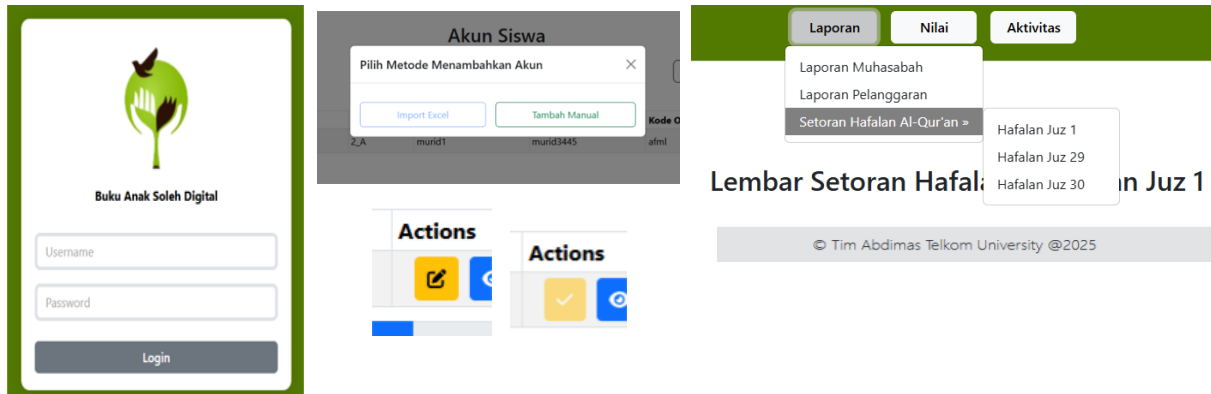 Buku Anak Soleh Digital
Username
Password
Login
Akun Siswa
Pilih Metode Menambahkan Akun
Import Excel
Tambah Manual
Kode O
2_A murid1 murid3445 afml
Actions
Actions
Laporan Nilai Aktivitas
Laporan Muhasabah
Laporan Pelanggaran
Setoran Hafalan Al-Qur'an »
Hafalan Juz 1
Hafalan Juz 29
Hafalan Juz 30
Lembar Setoran Hafala n Juz 1
© Tim Abdimas Telkom University @2025